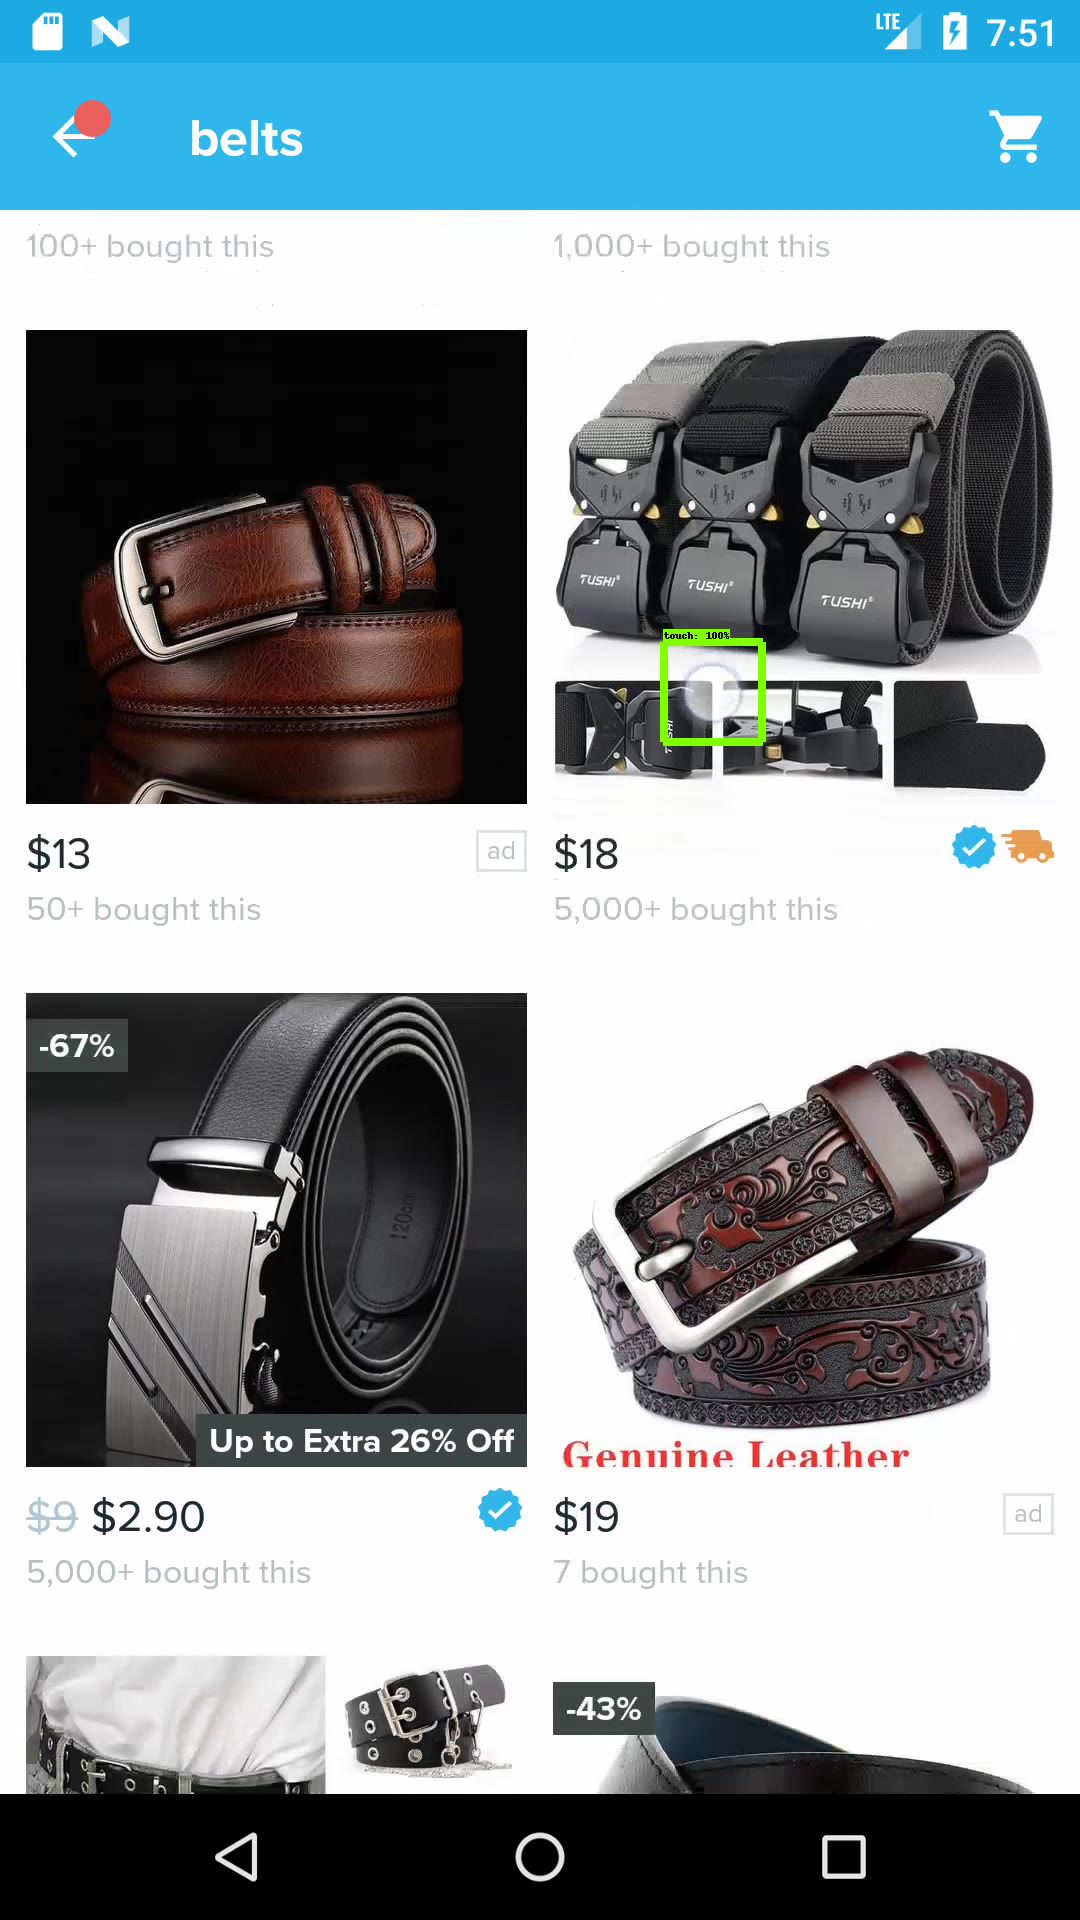 LTE 7:51
belts
100+ bought this
1,000+ bought this
TUSHI®
TUSHI®
TUSHI®
touch: 100%
TUSHI
$13
ad
$18
50+ bought this
5,000+ bought this
-67%
120cm
Up to Extra 26% Off
Genuine Leather
$9 $2.90
$19
ad
5,000+ bought this
7 bought this
-43%